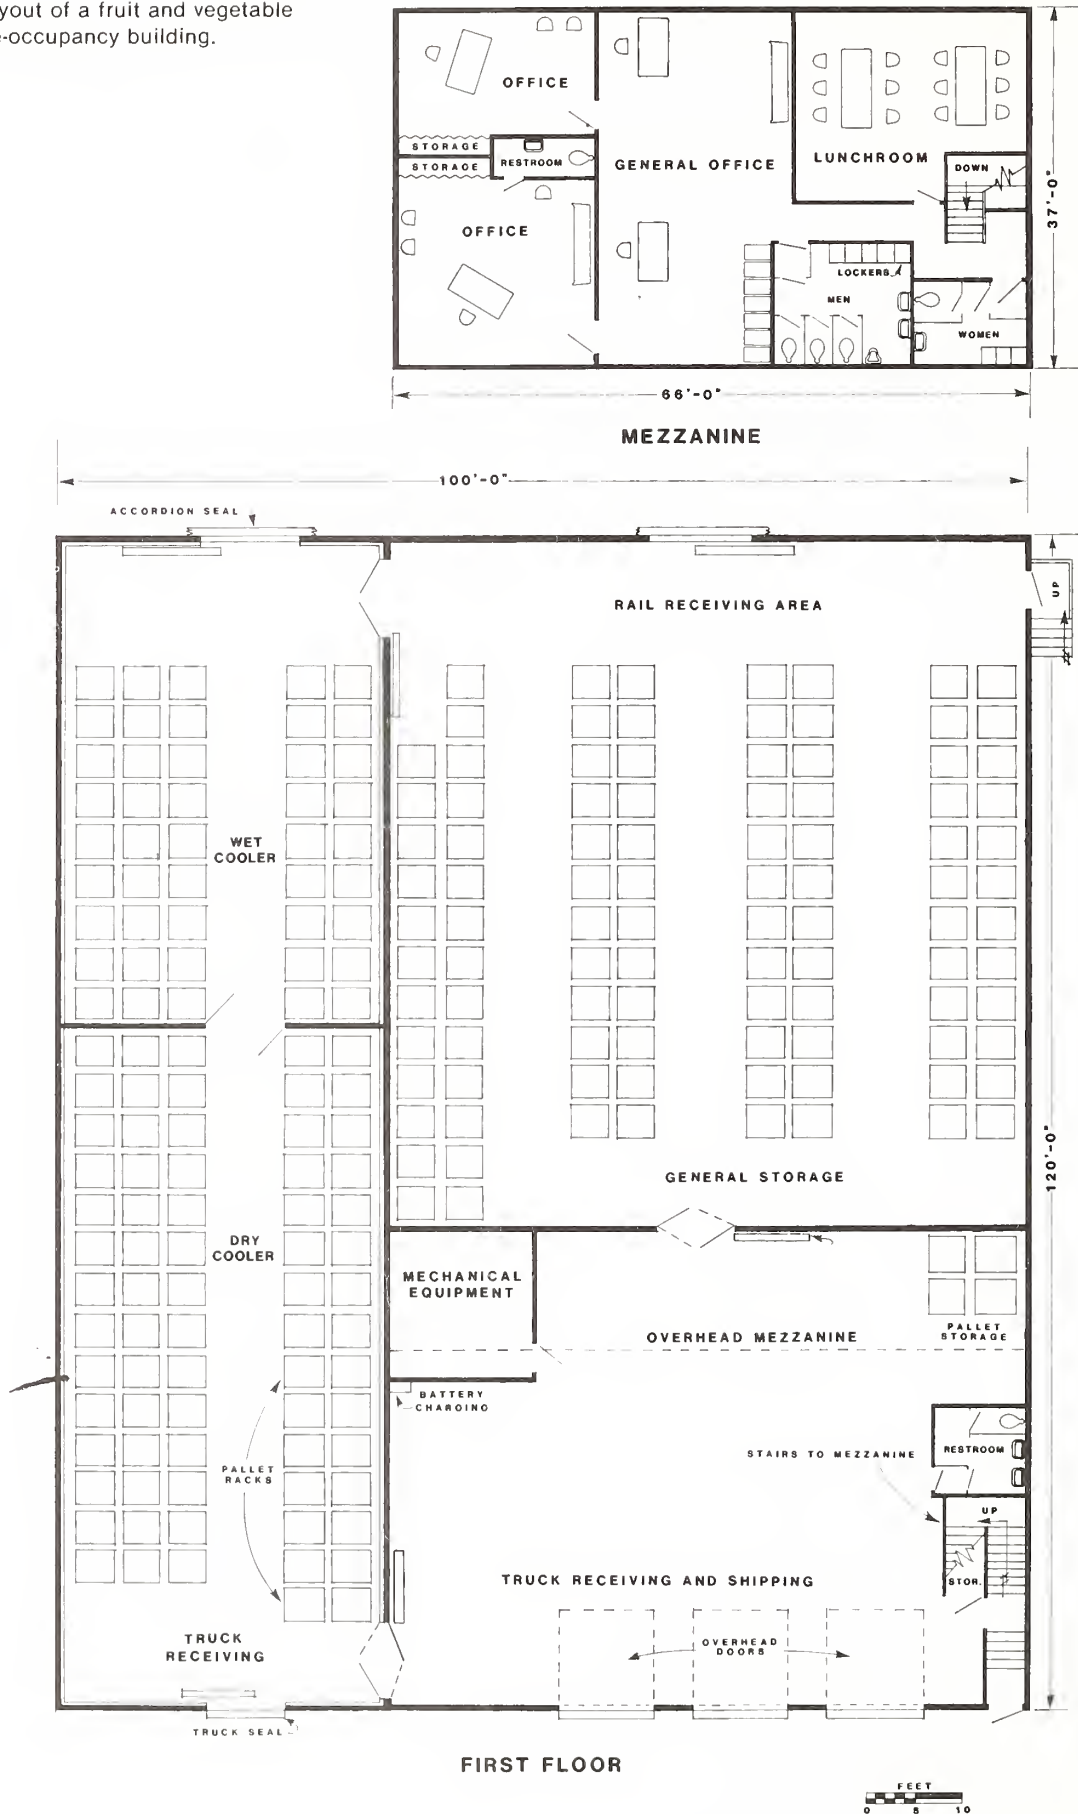 yout of a fruit and vegetable
-occupancy building.
OFFICE
STORAGE
STORAGE
RESTROOM
GENERAL OFFICE
LUNCHROOM
DOWN
OFFICE
LOCKERS
MEN
WOMEN
37'-0"
66'-0"
MEZZANINE
100'-0"
ACCORDION SEAL
RAIL RECEIVING AREA
UP
WET
COOLER
GENERAL STORAGE
120'-0"
DRY
COOLER
MECHANICAL
EQUIPMENT
OVERHEAD MEZZANINE
PALLET
STORAGE
BATTERY
CHARGING
PALLET
RACKS
STAIRS TO MEZZANINE
RESTROOM
UP
STOR.
TRUCK RECEIVING AND SHIPPING
TRUCK
RECEIVING
OVERHEAD
DOORS
TRUCK SEAL
FIRST FLOOR
FEET
0 5 10